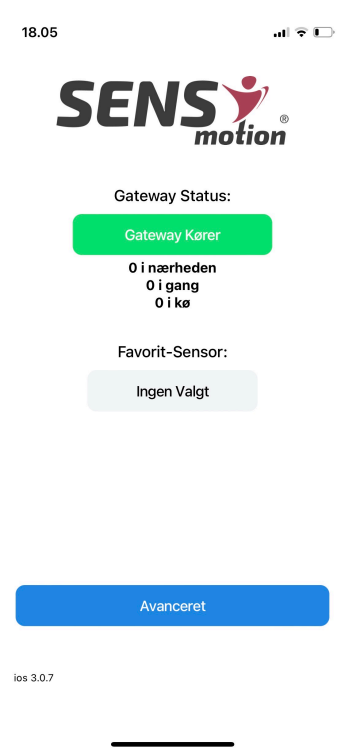 18.05
SENS
motion ®
Gateway Status:
Gateway Kører
0 i nærheden
0 i gang
0 i kø
Favorit-Sensor:
Ingen Valgt
Avanceret
ios 3.0.7